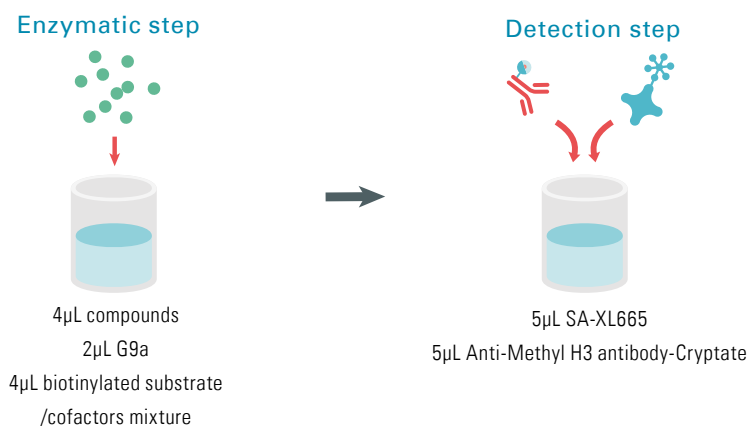 Enzymatic step
Detection step
4µL compounds
2µL G9a
4µL biotinylated substrate
/cofactors mixture
5µL SA-XL665
5µL Anti-Methyl H3 antibody-Cryptate